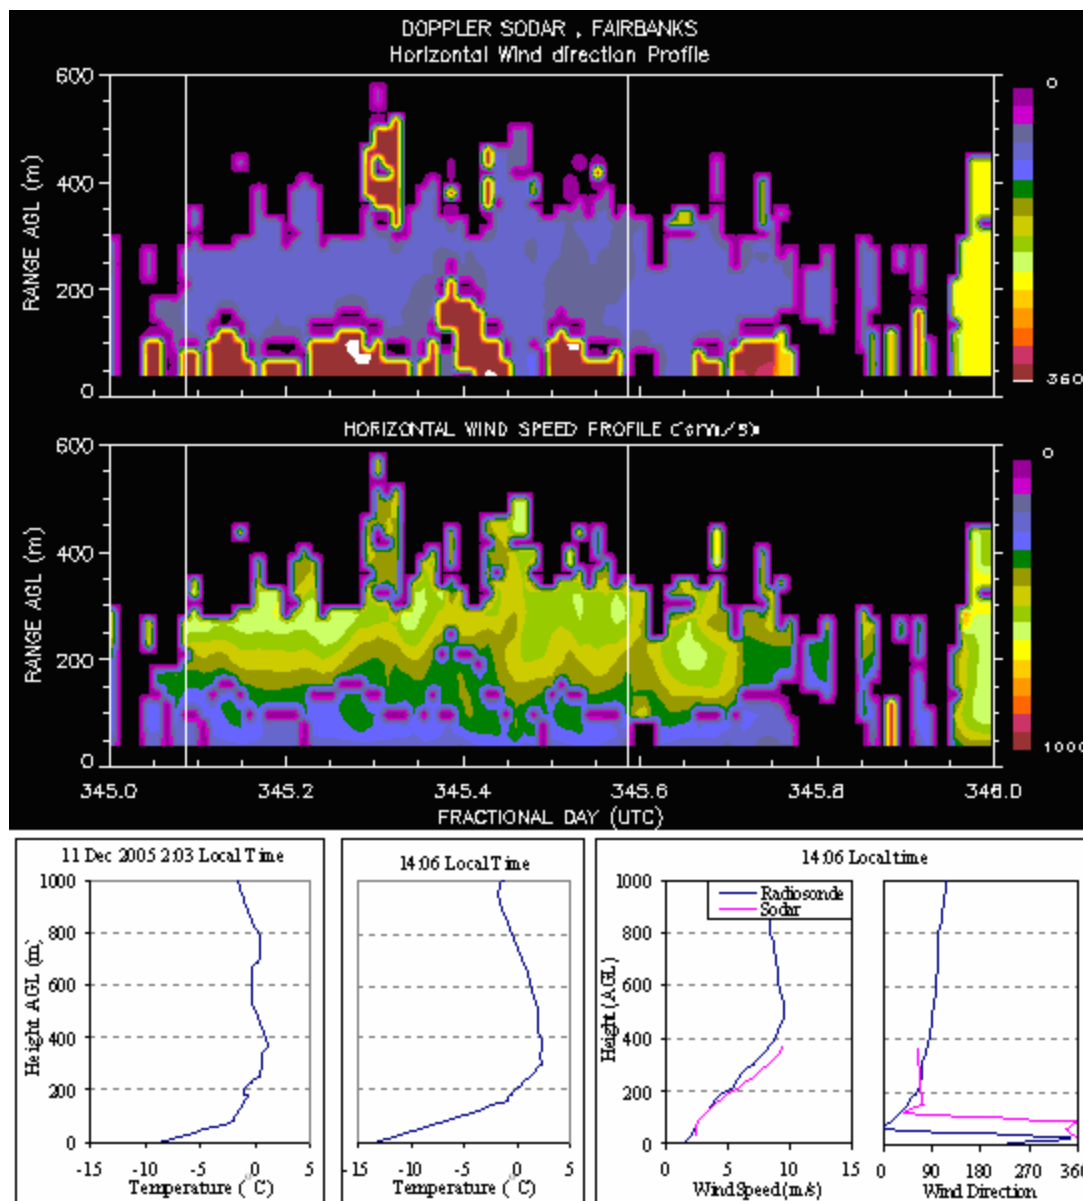 DOPPLER SODAR , FAIRBANKS
Horizontal Wind direction Profile
RANGE AGL (m)
600
400
200
0
0
360
HORIZONTAL WIND SPEED PROFILE
RANGE AGL (m)
600
400
200
0
0
1000
345.0 345.2 345.4 345.6 345.8 346.0
FRACTIONAL DAY (UTC)
11 Dec 2005 2:03 Local Time
Height AGL (m)
1000
800
600
400
200
0
-15 -10 -5 0 5
Temperature (°C)
14:06 Local Time
-15 -10 -5 0 5
Temperature (°C)
14:06 Local time
Height (AGL)
1000
800
600
400
200
0
Radiosonde
Sodar
0 5 10 15
Wind Speed (m/s)
0 90 180 270 360
Wind Direction